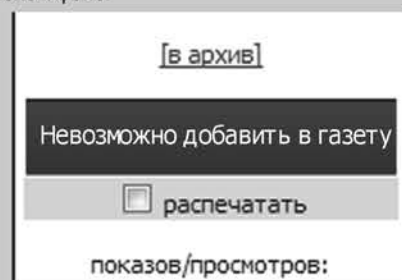 [в архив]
Невозможно добавить в газету
распечатать
показов/просмотров: